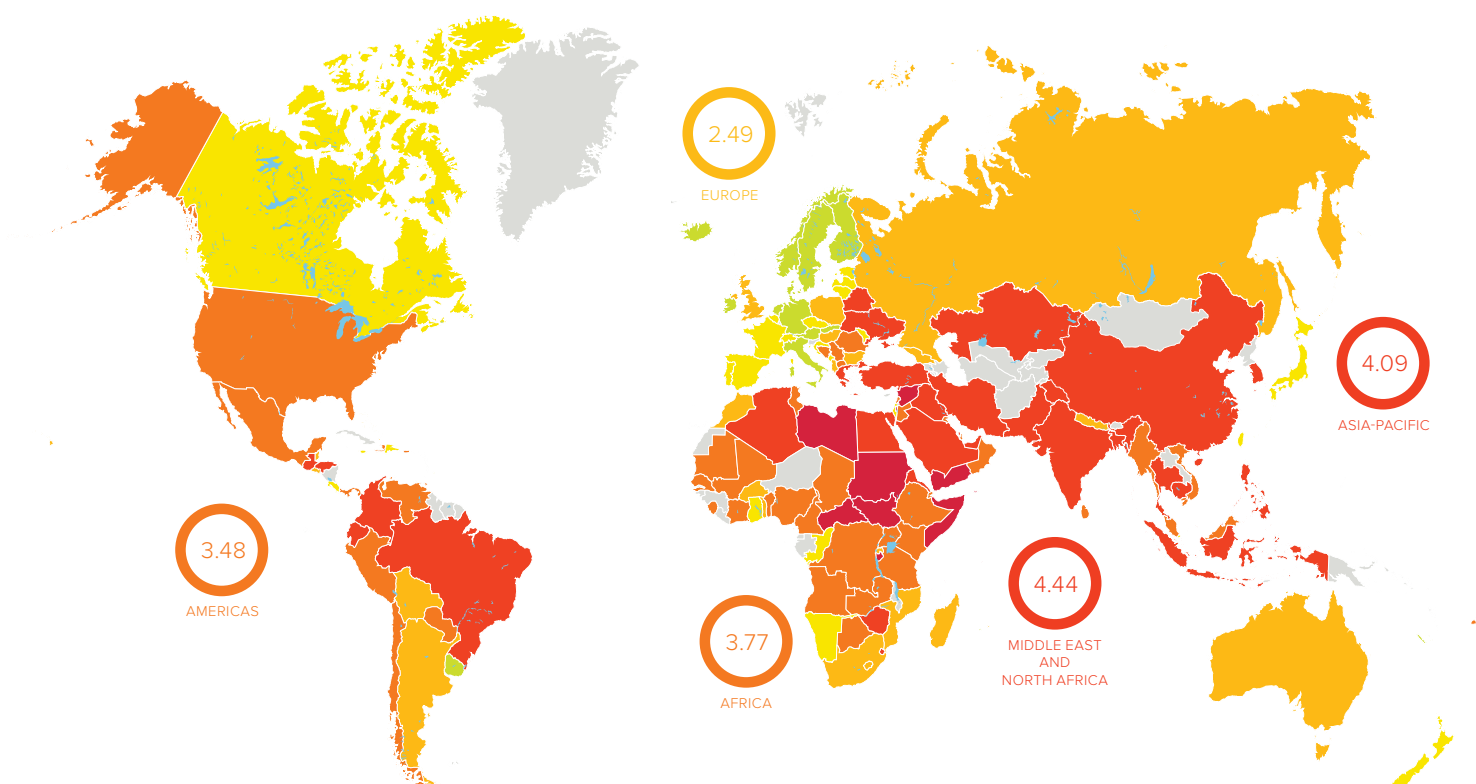 2.49
EUROPE
4.09
ASIA-PACIFIC
3.48
AMERICAS
4.44
MIDDLE EAST
AND
NORTH AFRICA
3.77
AFRICA